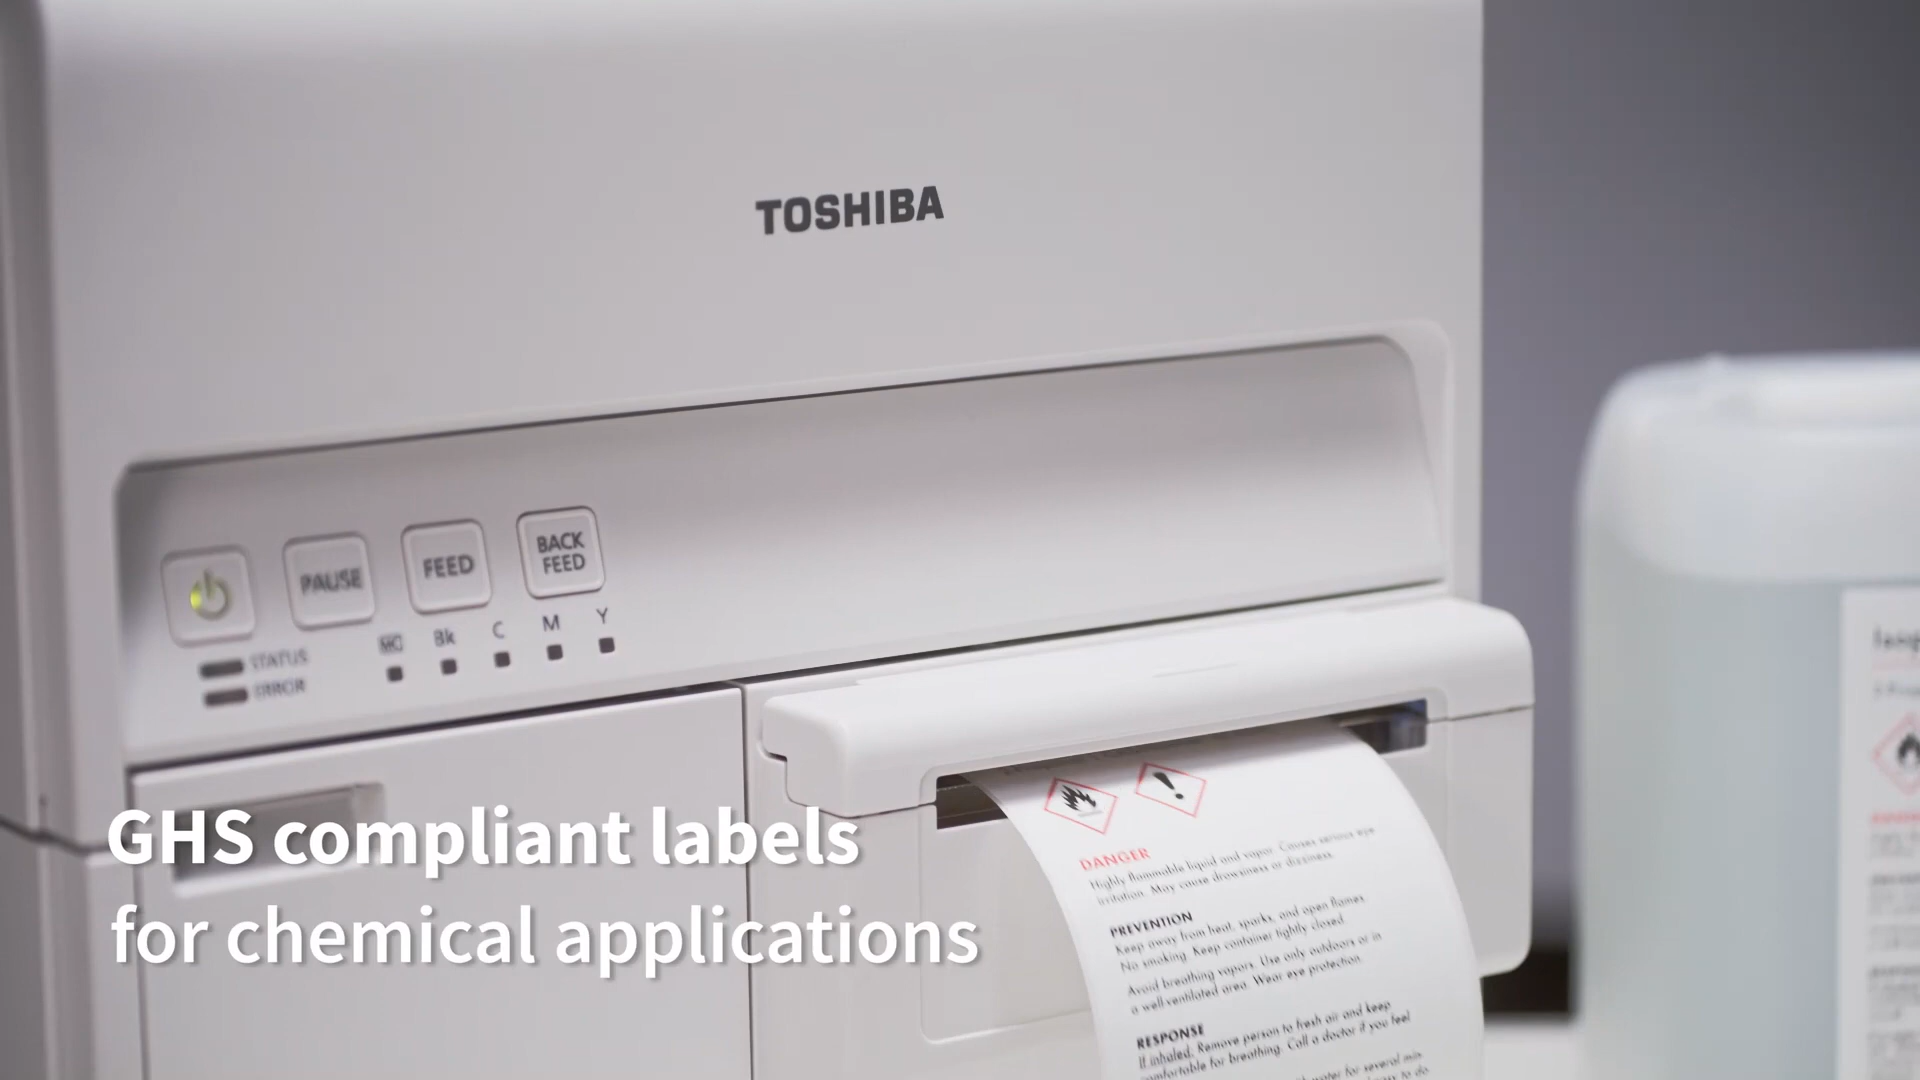 TOSHIBA
PAUSE
FEED
BACK
FEED
MC Bk C M Y
STATUS
ERROR
GHS compliant labels
for chemical applications
DANGER
Highly flammable liquid and vapor. Causes serious eye
irritation. May cause drowsiness or dizziness.
PREVENTION
Keep away from heat, sparks, and open flames.
No smoking. Keep container tightly closed.
Avoid breathing vapors. Use only outdoors or in
a well-ventilated area. Wear eye protection.
RESPONSE
If inhaled: Remove person to fresh air and keep
comfortable for breathing. Call a doctor if you feel
water for several min